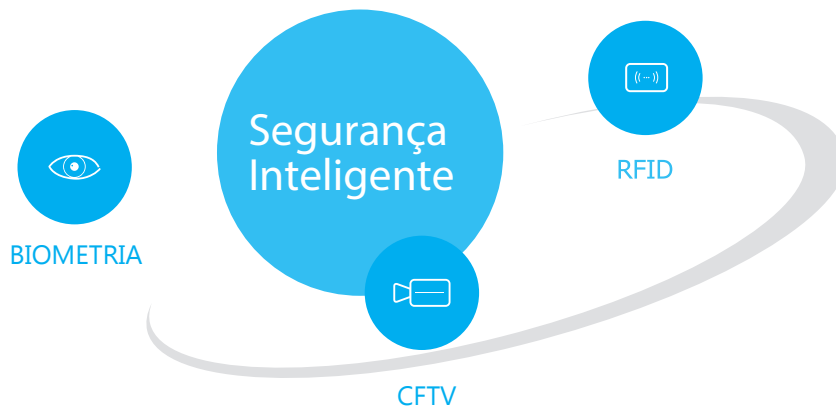 Segurança
Inteligente
RFID
BIOMETRIA
CFTV